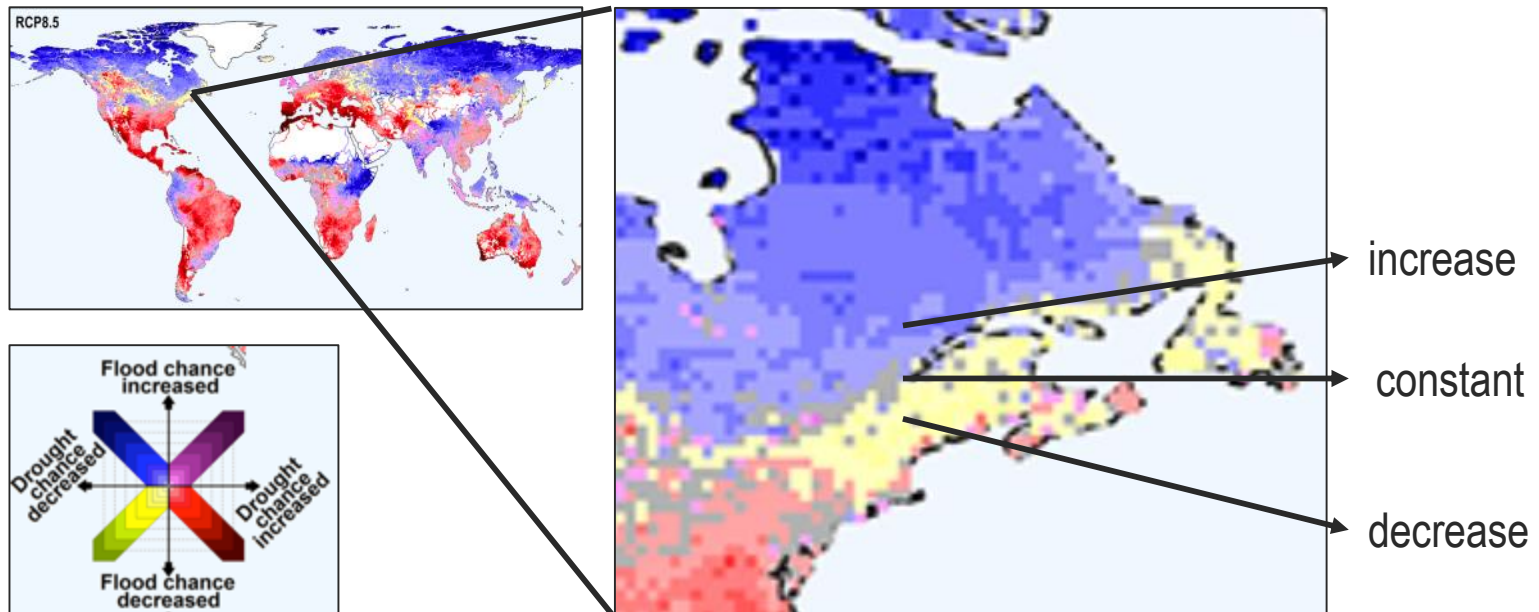 RCP8.5
increase
constant
decrease
Flood chance
increased
Drought
chance
decreased
Drought
chance
increased
Flood chance
decreased